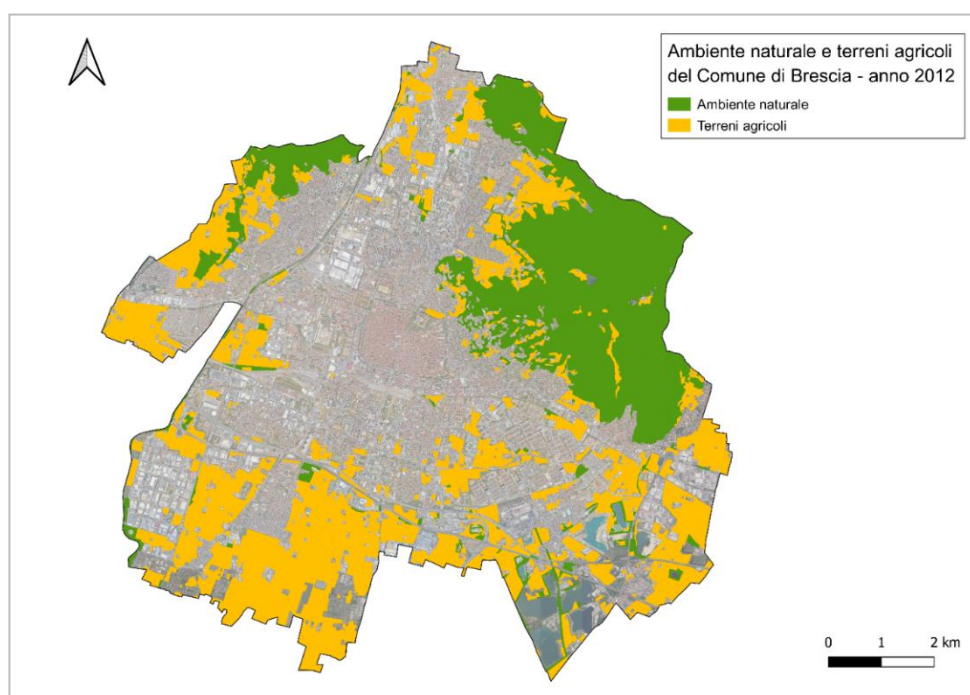 Ambiente naturale e terreni agricoli
del Comune di Brescia - anno 2012
Ambiente naturale
Terreni agricoli
0 1 2 km